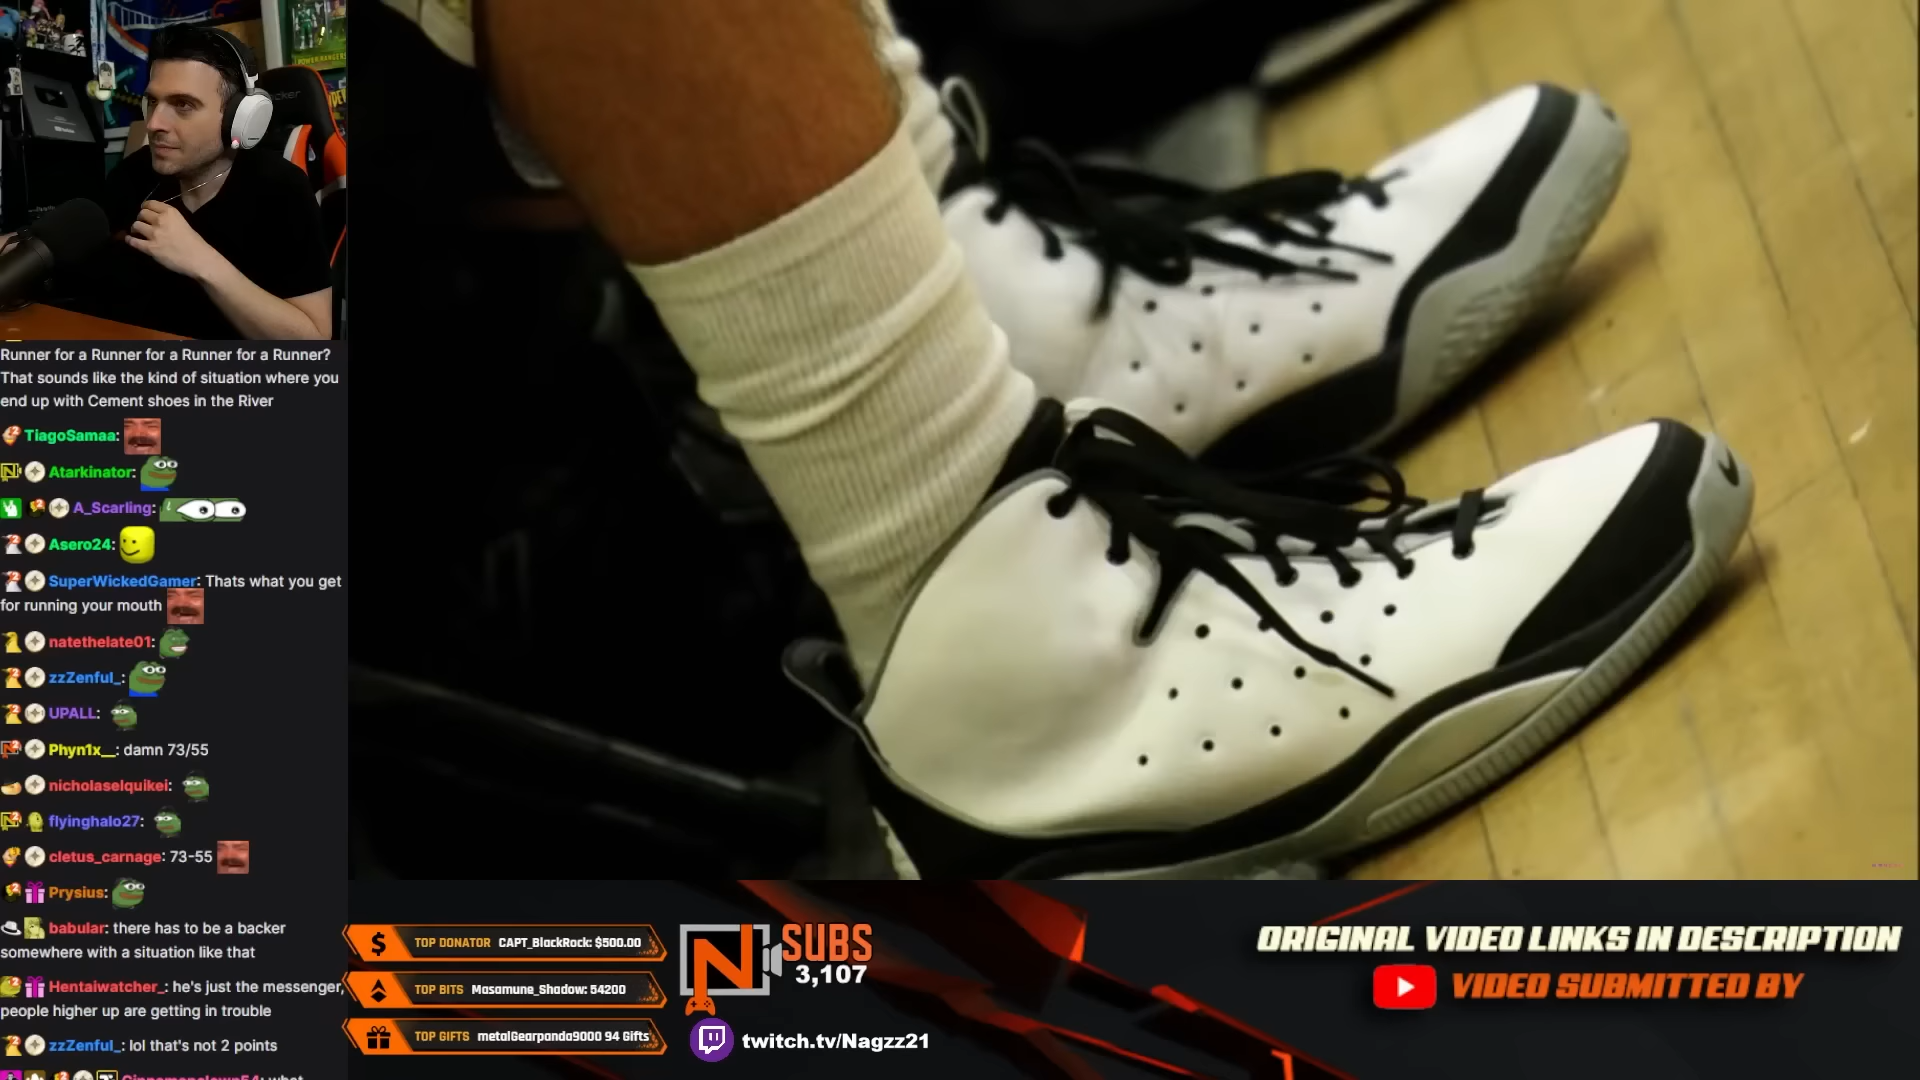 POWER RANGERS
Runner for a Runner for a Runner for a Runner?
That sounds like the kind of situation where you
end up with Cement shoes in the River
TiagoSamaa:
Atarkinator:
A_Scarling:
Asero24:
SuperWickedGamer: Thats what you get
for running your mouth
natethelate01:
zzZenful_:
UPALL:
Phyn1x__: damn 73/55
nicholaselquikei:
flyinghalo27:
cletus_carnage: 73-55
Prysius:
babular: there has to be a backer
somewhere with a situation like that
Hentaiwatcher_: he's just the messenger,
people higher up are getting in trouble
zzZenful_: lol that's not 2 points
what
TOP DONATOR CAPT_BlackRock: $500.00
TOP BITS Masamune_Shadow: 54200
TOP GIFTS metalGearpanda9000 94 Gifts
N SUBS
3,107
twitch.tv/Nagzz21
ORIGINAL VIDEO LINKS IN DESCRIPTION
VIDEO SUBMITTED BY